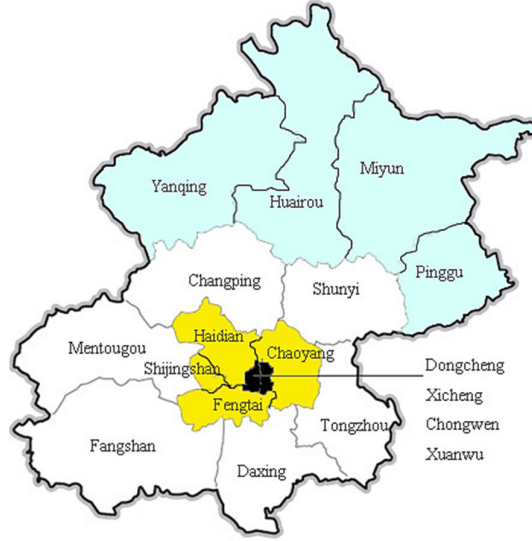 Yanqing
Huairou
Miyun
Pinggu
Changping
Shunyi
Haidian
Chaoyang
Mentougou
Shijingshan
Fengtai
Tongzhou
Fangshan
Daxing
Dongcheng
Xicheng
Chongwen
Xuanwu